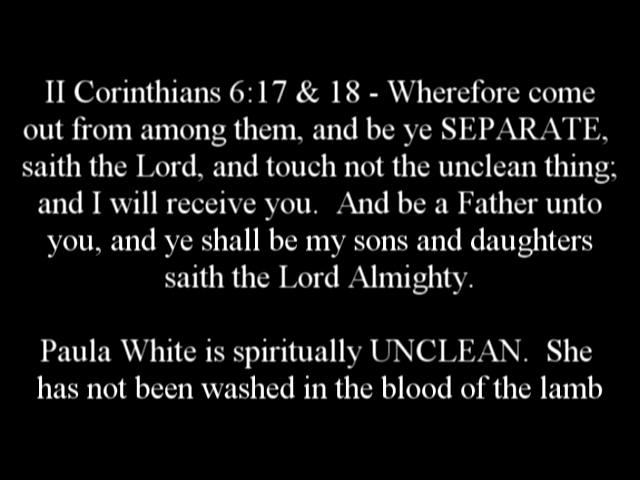 II Corinthians 6:17 & 18 - Wherefore come
out from among them, and be ye SEPARATE,
saith the Lord, and touch not the unclean thing;
and I will receive you. And be a Father unto
you, and ye shall be my sons and daughters
saith the Lord Almighty.
Paula White is spiritually UNCLEAN. She
has not been washed in the blood of the lamb